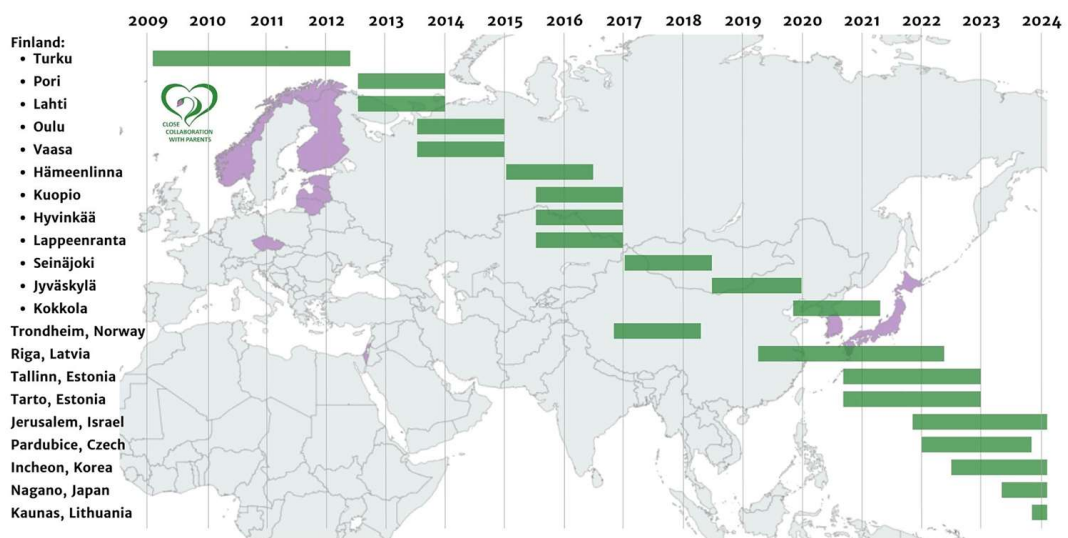 2009 2010 2011 2012 2013 2014 2015 2016 2017 2018 2019 2020 2021 2022 2023 2024
Finland:
• Turku
• Pori
• Lahti
CLOSE
COLLABORATION
WITH PARENTS
• Oulu
• Vaasa
• Hämeenlinna
• Kuopio
• Hyvinkää
• Lappeenranta
• Seinäjoki
• Jyväskylä
• Kokkola
Trondheim, Norway
Riga, Latvia
Tallinn, Estonia
Tarto, Estonia
Jerusalem, Israel
Pardubice, Czech
Incheon, Korea
Nagano, Japan
Kaunas, Lithuania